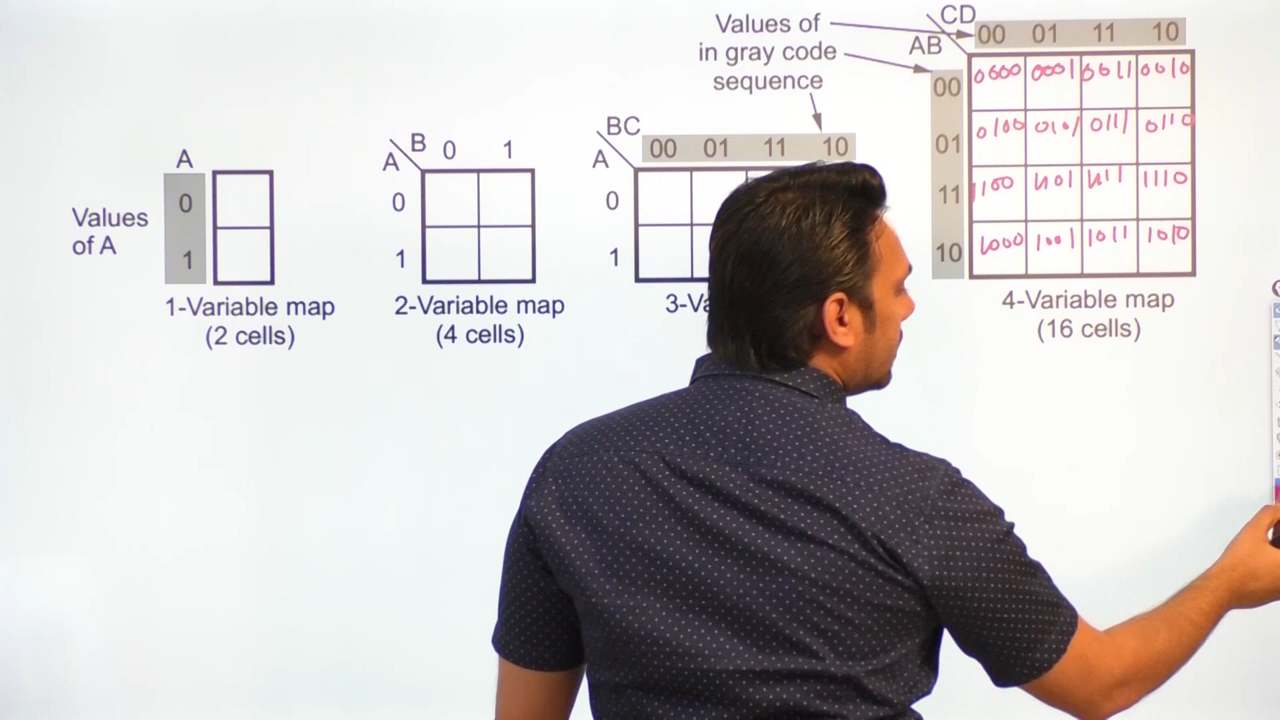 Values of
in gray code
sequence
A
0
1
Values
of A
1-Variable map
(2 cells)
B
A
0 1
0
1
2-Variable map
(4 cells)
BC
A
00 01 11 10
0
1
CD
AB
00 01 11 10
00 0000 0001 0011 0010
01 0100 0101 0111 0110
11 1100 1101 1111 1110
10 1000 1001 1011 1010
4-Variable map
(16 cells)